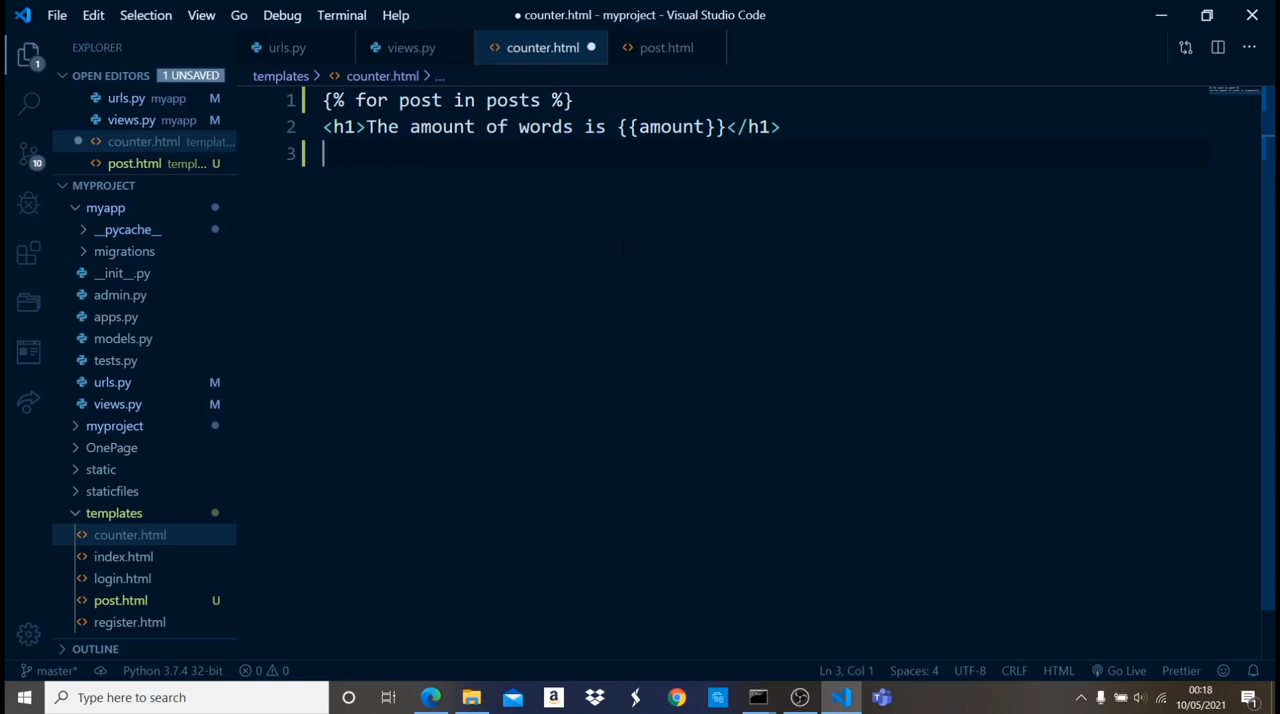 File Edit Selection View Go Debug Terminal Help
● counter.html - myproject - Visual Studio Code
EXPLORER
OPEN EDITORS 1 UNSAVED
urls.py myapp M
views.py myapp M
counter.html templat...
post.html templ... U
MYPROJECT
myapp
__pycache__
migrations
__init__.py
admin.py
apps.py
models.py
tests.py
urls.py M
views.py M
myproject
OnePage
static
staticfiles
templates
counter.html
index.html
login.html
post.html U
register.html
OUTLINE
1
10
urls.py views.py counter.html post.html
templates > counter.html > ...
1 {% for post in posts %}
2 <h1>The amount of words is {{amount}}</h1>
3
master* Python 3.7.4 32-bit 0 0 Ln 3, Col 1 Spaces: 4 UTF-8 CRLF HTML Go Live Prettier
Type here to search
00:18
10/05/2021
1